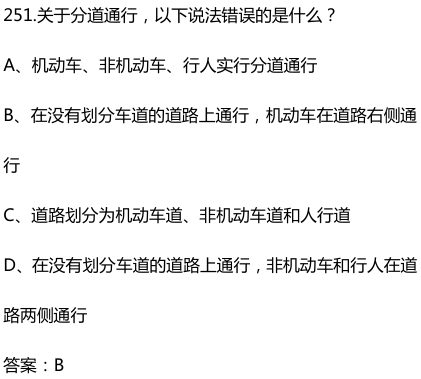 251.关于分道通行，以下说法错误的是什么？
A、机动车、非机动车、行人实行分道通行
B、在没有划分车道的道路上通行，机动车在道路右侧通
行
C、道路划分为机动车道、非机动车道和人行道
D、在没有划分车道的道路上通行，非机动车和行人在道
路两侧通行
答案：B